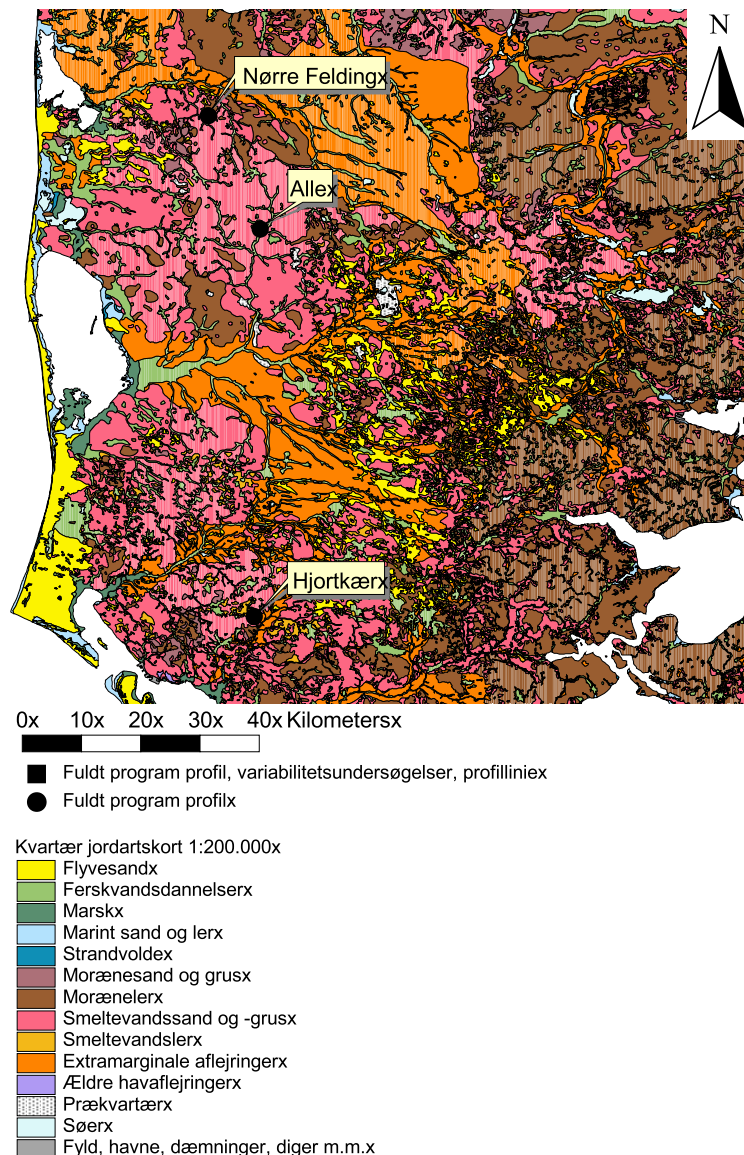 N
Nørre Feldingx
Allex
Hjortkærx
0x 10x 20x 30x 40x Kilometersx
Fuldt program profil, variabilitetsundersøgelser, profilliniex
Fuldt program profilx
Kvartær jordartskort 1:200.000x
Flyvesandx
Ferskvandsdannelserx
Marskx
Marint sand og lerx
Strandvoldex
Morænesand og grusx
Morænelerx
Smeltevandssand og -grusx
Smeltevandslerx
Extramarginale aflejringerx
Ældre havaflejringerx
Prækvartærx
Søerx
Fyld, havne, dæmninger, diger m.m.x